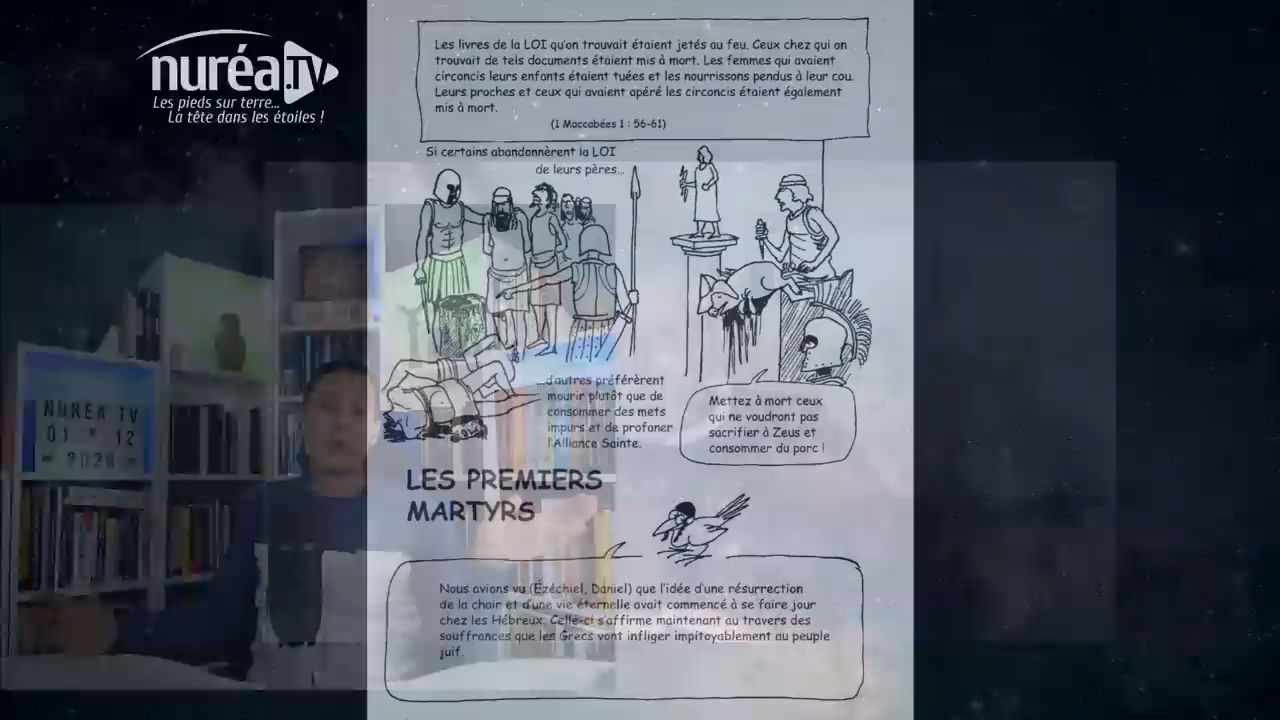 nuréa.TV
Les pieds sur terre...
La tête dans les étoiles !
Les livres de la LOI qu'on trouvait étaient jetés au feu. Ceux chez qui on
trouvait de tels documents étaient mis à mort. Les femmes qui avaient
circoncis leurs enfants étaient tuées et les nourrissons pendus à leur cou.
Leurs proches et ceux qui avaient opéré les circoncis étaient également
mis à mort.
(1 Maccabées 1 : 56-61)
Si certains abandonnèrent la LOI
de leurs pères...
...d'autres préférèrent
mourir plutôt que de
consommer des mets
impurs et de profaner
l'Alliance Sainte.
Mettez à mort ceux
qui ne voudront pas
sacrifier à Zeus et
consommer du porc !
LES PREMIERS
MARTYRS
Nous avions vu (Ézéchiel, Daniel) que l'idée d'une résurrection
de la chair et d'une vie éternelle avait commencé à se faire jour
chez les Hébreux. Celle-ci s'affirme maintenant au travers des
souffrances que les Grecs vont infliger impitoyablement au peuple
juif.
NUREA TV
01 12
2020